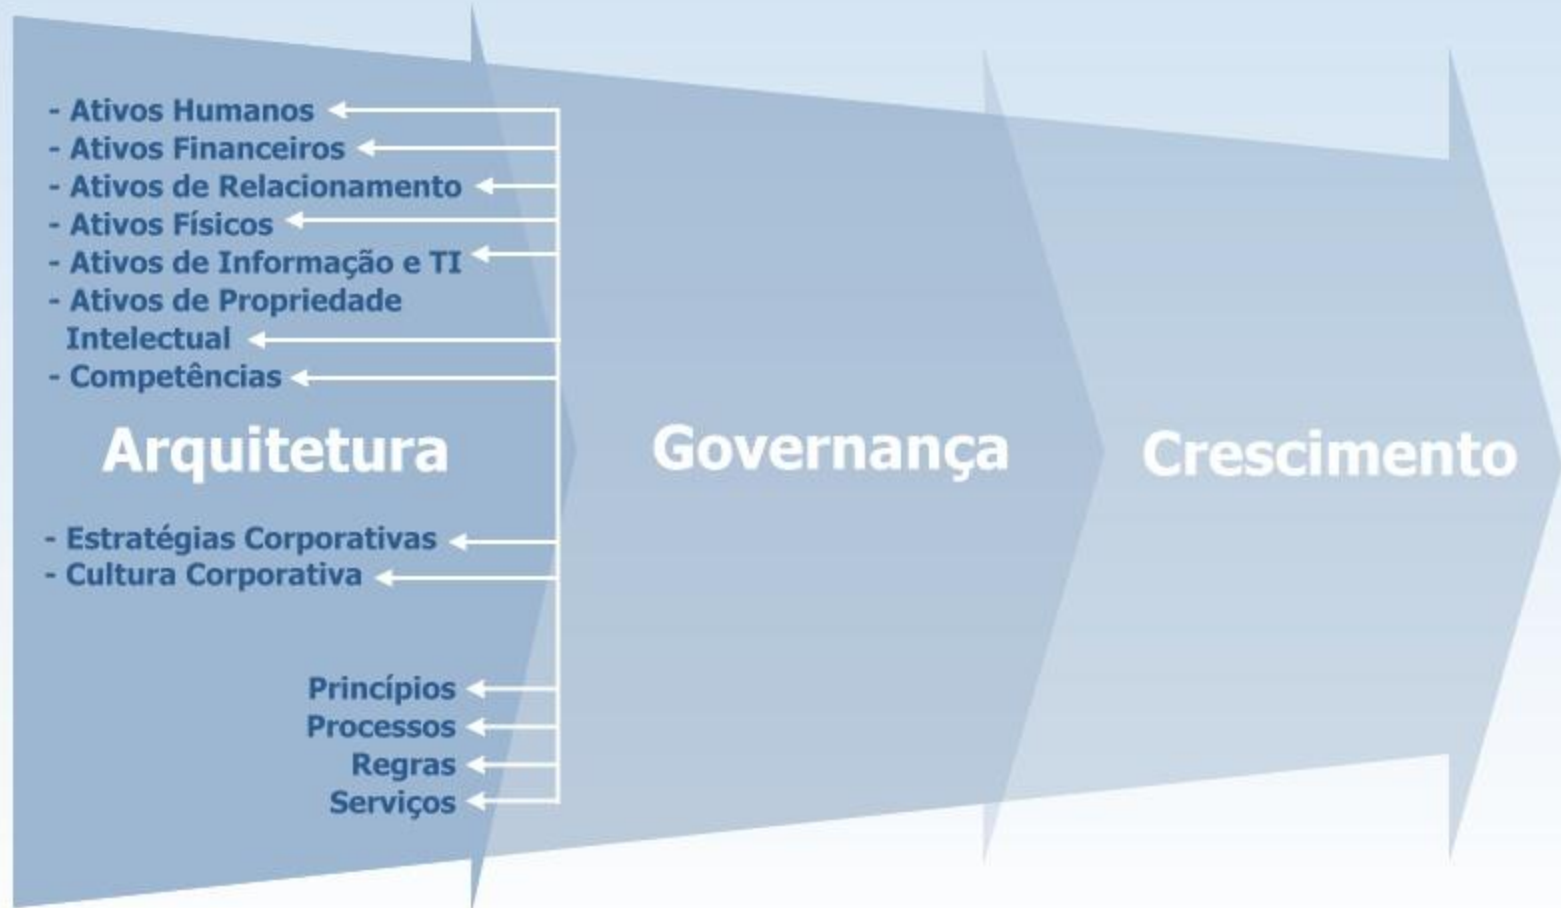 - Ativos Humanos
- Ativos Financeiros
- Ativos de Relacionamento
- Ativos Físicos
- Ativos de Informação e TI
- Ativos de Propriedade
Intelectual
- Competências
Arquitetura
Governança
Crescimento
- Estratégias Corporativas
- Cultura Corporativa
Princípios
Processos
Regras
Serviços